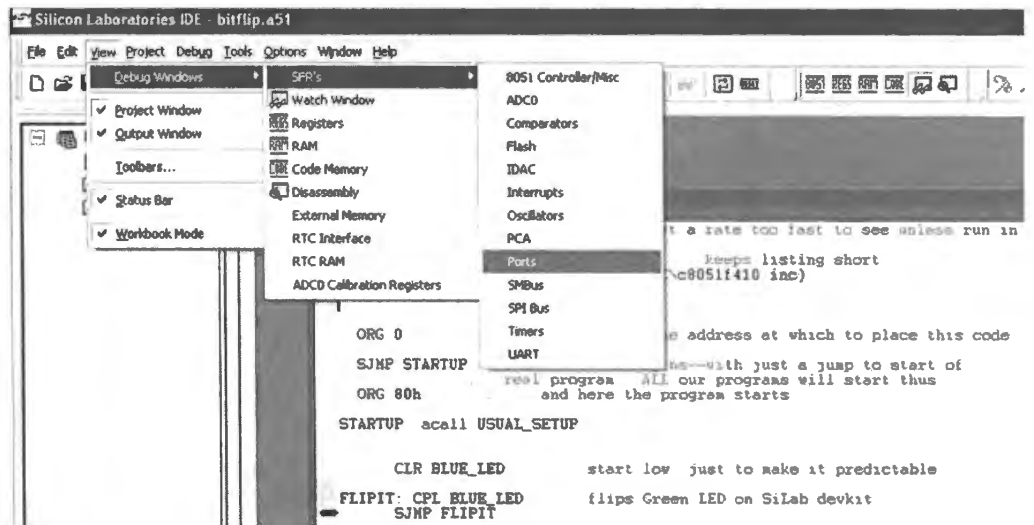 Silicon Laboratories IDE - bitflip.a51
File Edit View Project Debug Tools Options Window Help
Debug Windows
Project Window
Output Window
Toolbars...
Status Bar
Workbook Mode
SFR's
Watch Window
Registers
RAM
Code Memory
Disassembly
External Memory
RTC Interface
RTC RAM
ADC0 Calibration Registers
8051 Controller/Misc
ADC0
Comparators
Flash
IDAC
Interrupts
Oscillators
PCA
Ports
SMBus
SPI Bus
Timers
UART
a rate too fast to see unless run in
keeps listing short
\c8051f410 inc)
ORG 0
address at which to place this code
SJMP STARTUP
with just a jump to start of
real program ALL our programs will start thus
ORG 80h and here the program starts
STARTUP acall USUAL_SETUP
CLR BLUE_LED start low just to make it predictable
FLIPIT: CPL BLUE_LED flips Green LED on SiLab devkit
SJMP FLIPIT